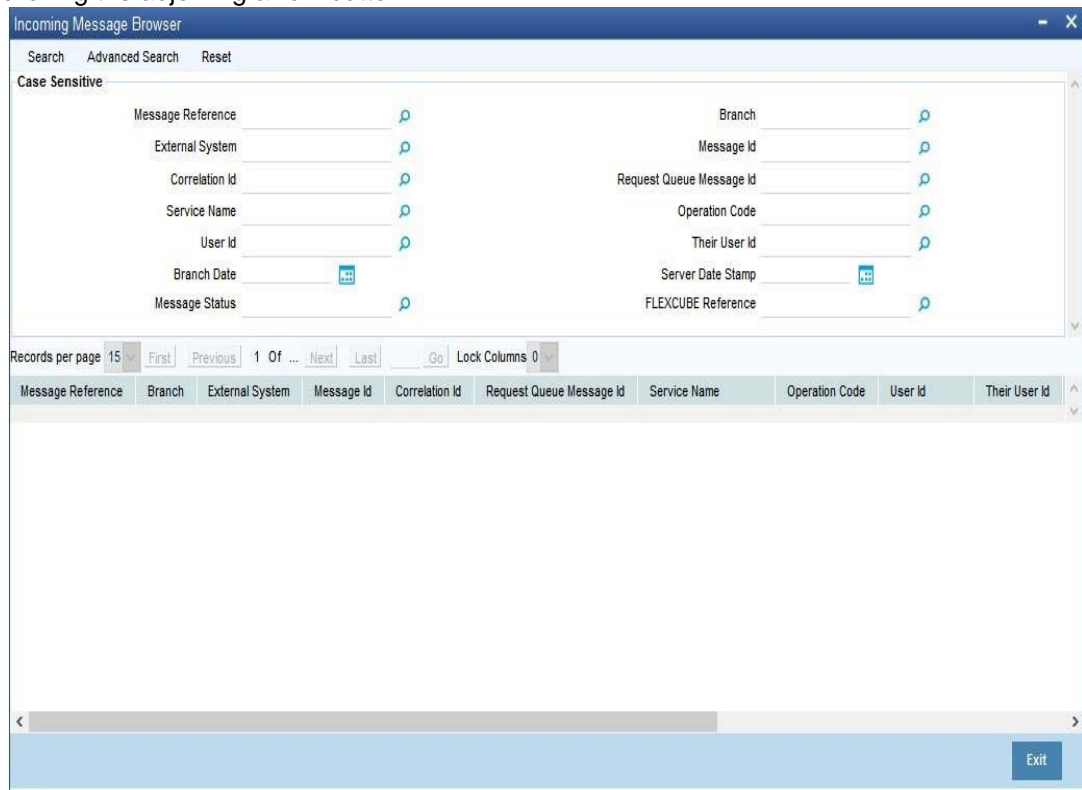 Incoming Message Browser
Search Advanced Search Reset
Case Sensitive
Message Reference Branch
External System Message Id
Correlation Id Request Queue Message Id
Service Name Operation Code
User Id Their User Id
Branch Date Server Date Stamp
Message Status FLEXCUBE Reference
Records per page 15 First Previous 1 Of ... Next Last Go Lock Columns 0
Message Reference Branch External System Message Id Correlation Id Request Queue Message Id Service Name Operation Code User Id Their User Id
Exit